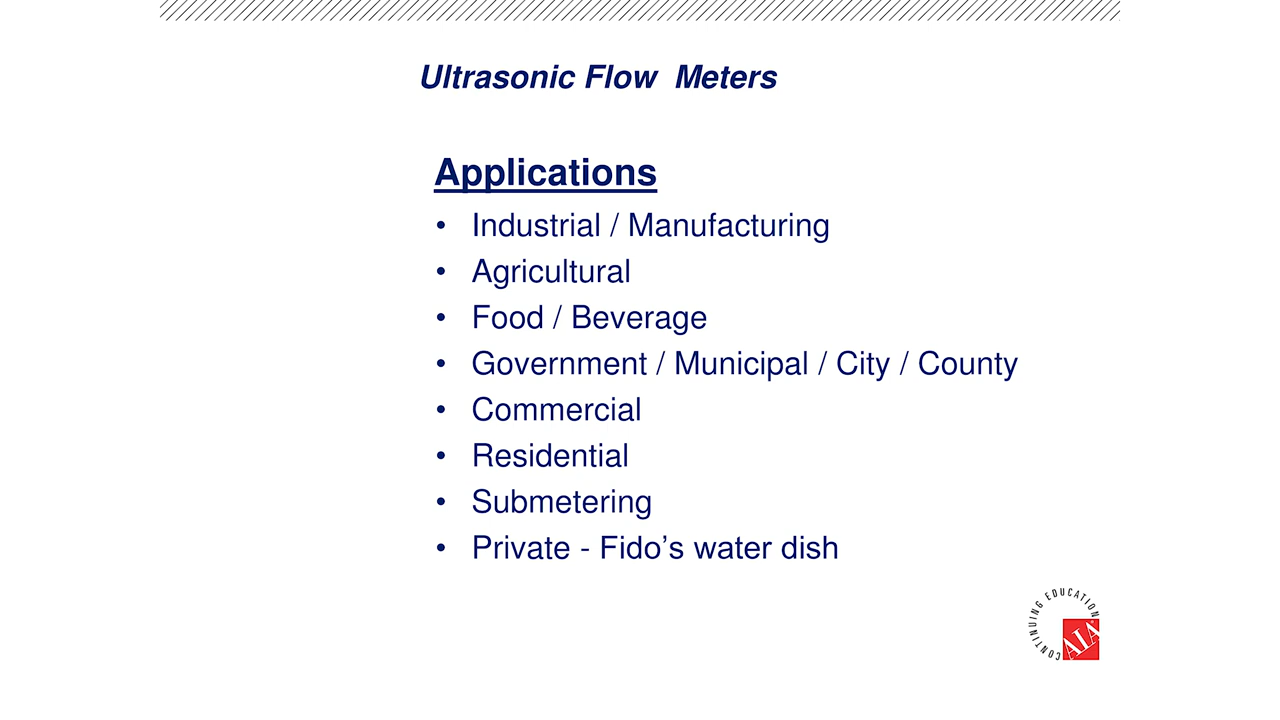 Ultrasonic Flow  Meters
Applications
• Industrial / Manufacturing
• Agricultural
• Food / Beverage
• Government / Municipal / City / County
• Commercial
• Residential
• Submetering
• Private - Fido’s water dish
CONTINUING EDUCATION
AIA